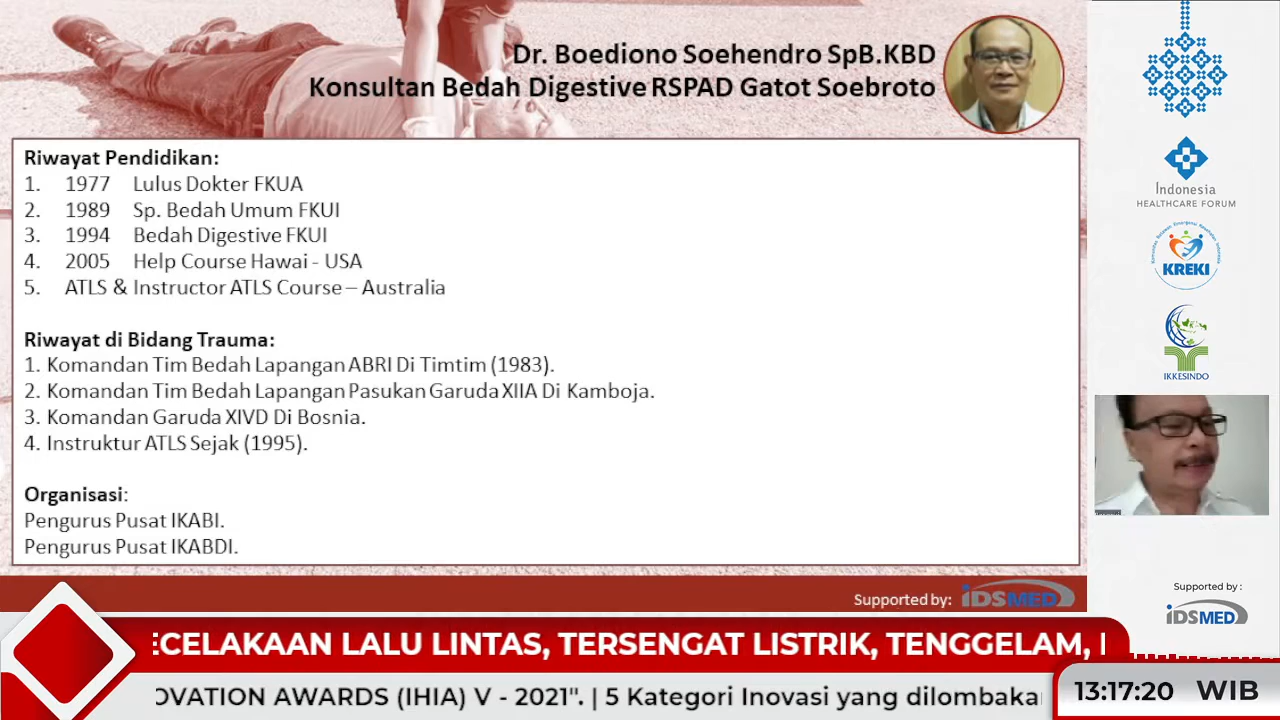 Dr. Boediono Soehendro SpB.KBD
Konsultan Bedah Digestive RSPAD Gatot Soebroto
Riwayat Pendidikan:
1. 1977 Lulus Dokter FKUA
2. 1989 Sp. Bedah Umum FKUI
3. 1994 Bedah Digestive FKUI
4. 2005 Help Course Hawai - USA
5. ATLS & Instructor ATLS Course – Australia
Riwayat di Bidang Trauma:
1. Komandan Tim Bedah Lapangan ABRI Di Timtim (1983).
2. Komandan Tim Bedah Lapangan Pasukan Garuda XIIA Di Kamboja.
3. Komandan Garuda XIVD Di Bosnia.
4. Instruktur ATLS Sejak (1995).
Organisasi:
Pengurus Pusat IKABI.
Pengurus Pusat IKABDI.
Supported by: IDSMED
Indonesia
HEALTHCARE FORUM
KREKI
IKKESINDO
Supported by :
IDSMED
ECELAKAAN LALU LINTAS, TERSENGAT LISTRIK, TENGGELAM,
OVATION AWARDS (IHIA) V - 2021". | 5 Kategori Inovasi yang dilombaka
13:17:20 WIB